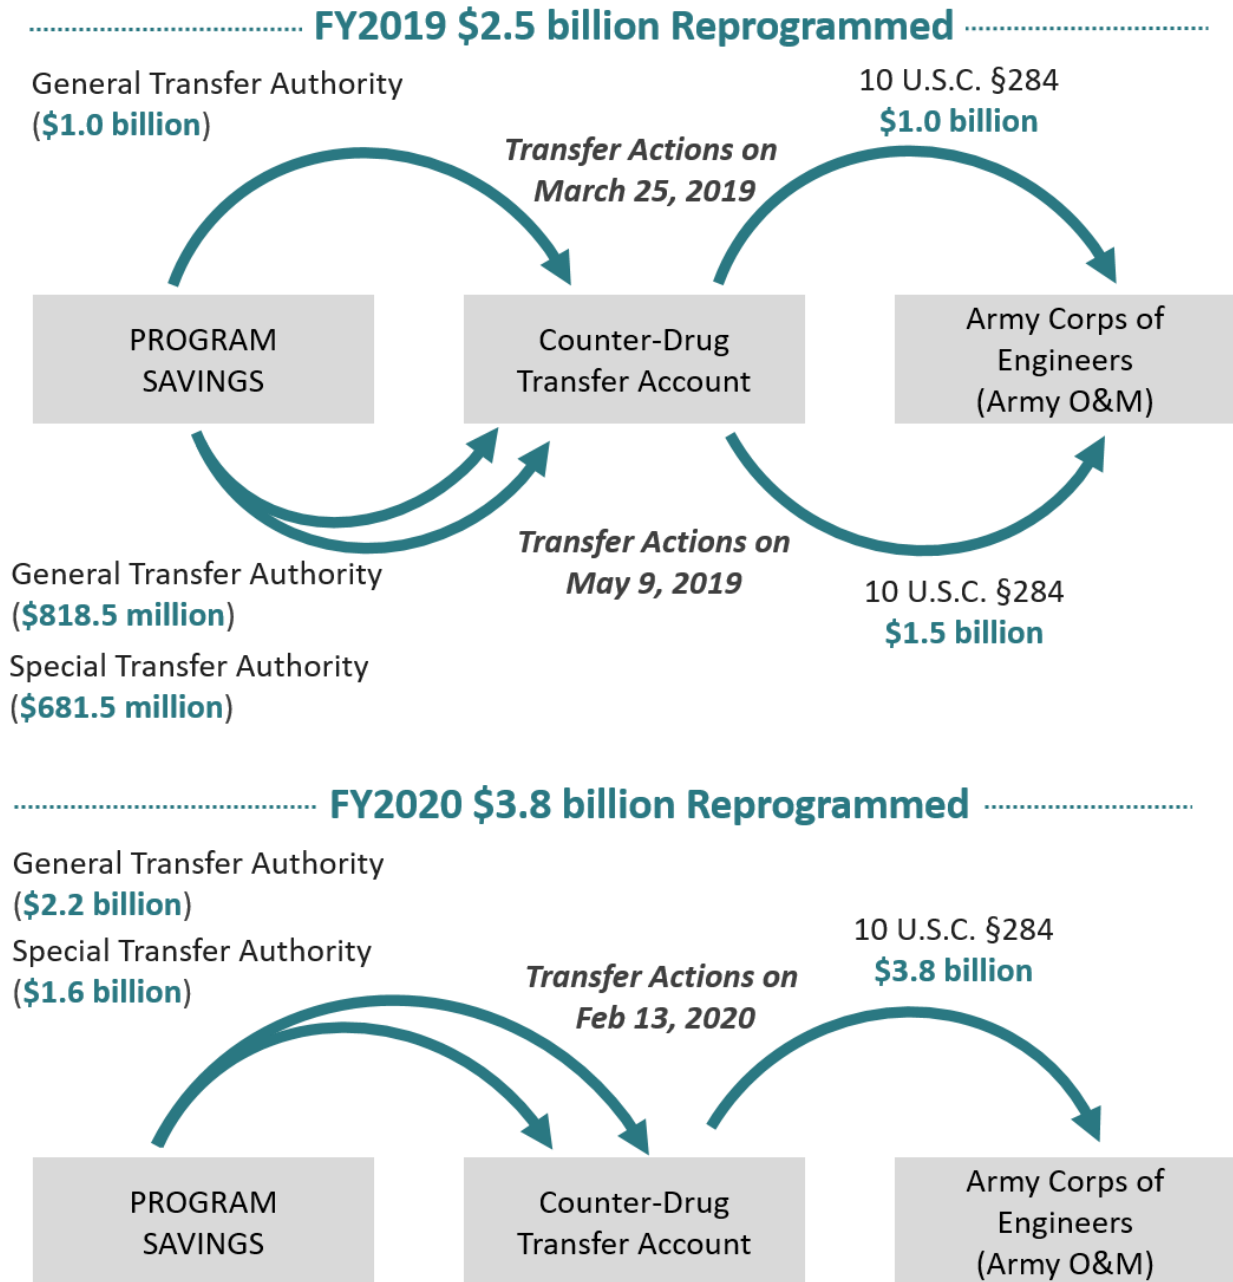 FY2019 $2.5 billion Reprogrammed
General Transfer Authority
($1.0 billion)
10 U.S.C. §284
$1.0 billion
Transfer Actions on
March 25, 2019
PROGRAM
SAVINGS
Counter-Drug
Transfer Account
Army Corps of
Engineers
(Army O&M)
Transfer Actions on
May 9, 2019
General Transfer Authority
($818.5 million)
Special Transfer Authority
($681.5 million)
10 U.S.C. §284
$1.5 billion
FY2020 $3.8 billion Reprogrammed
General Transfer Authority
($2.2 billion)
Special Transfer Authority
($1.6 billion)
Transfer Actions on
Feb 13, 2020
10 U.S.C. §284
$3.8 billion
PROGRAM
SAVINGS
Counter-Drug
Transfer Account
Army Corps of
Engineers
(Army O&M)